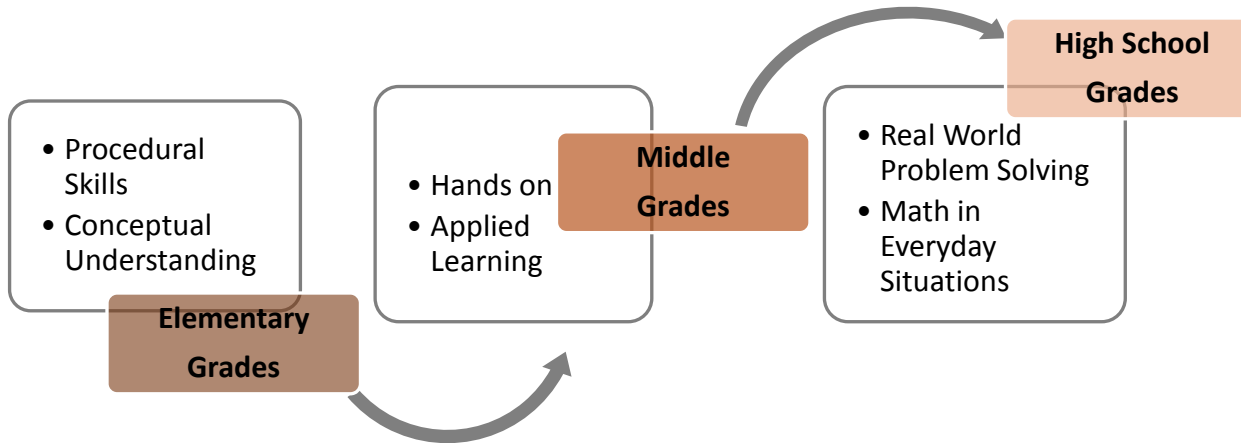 • Procedural
Skills
• Conceptual
Understanding
Elementary
Grades
• Hands on
• Applied
Learning
Middle
Grades
• Real World
Problem Solving
• Math in
Everyday
Situations
High School
Grades